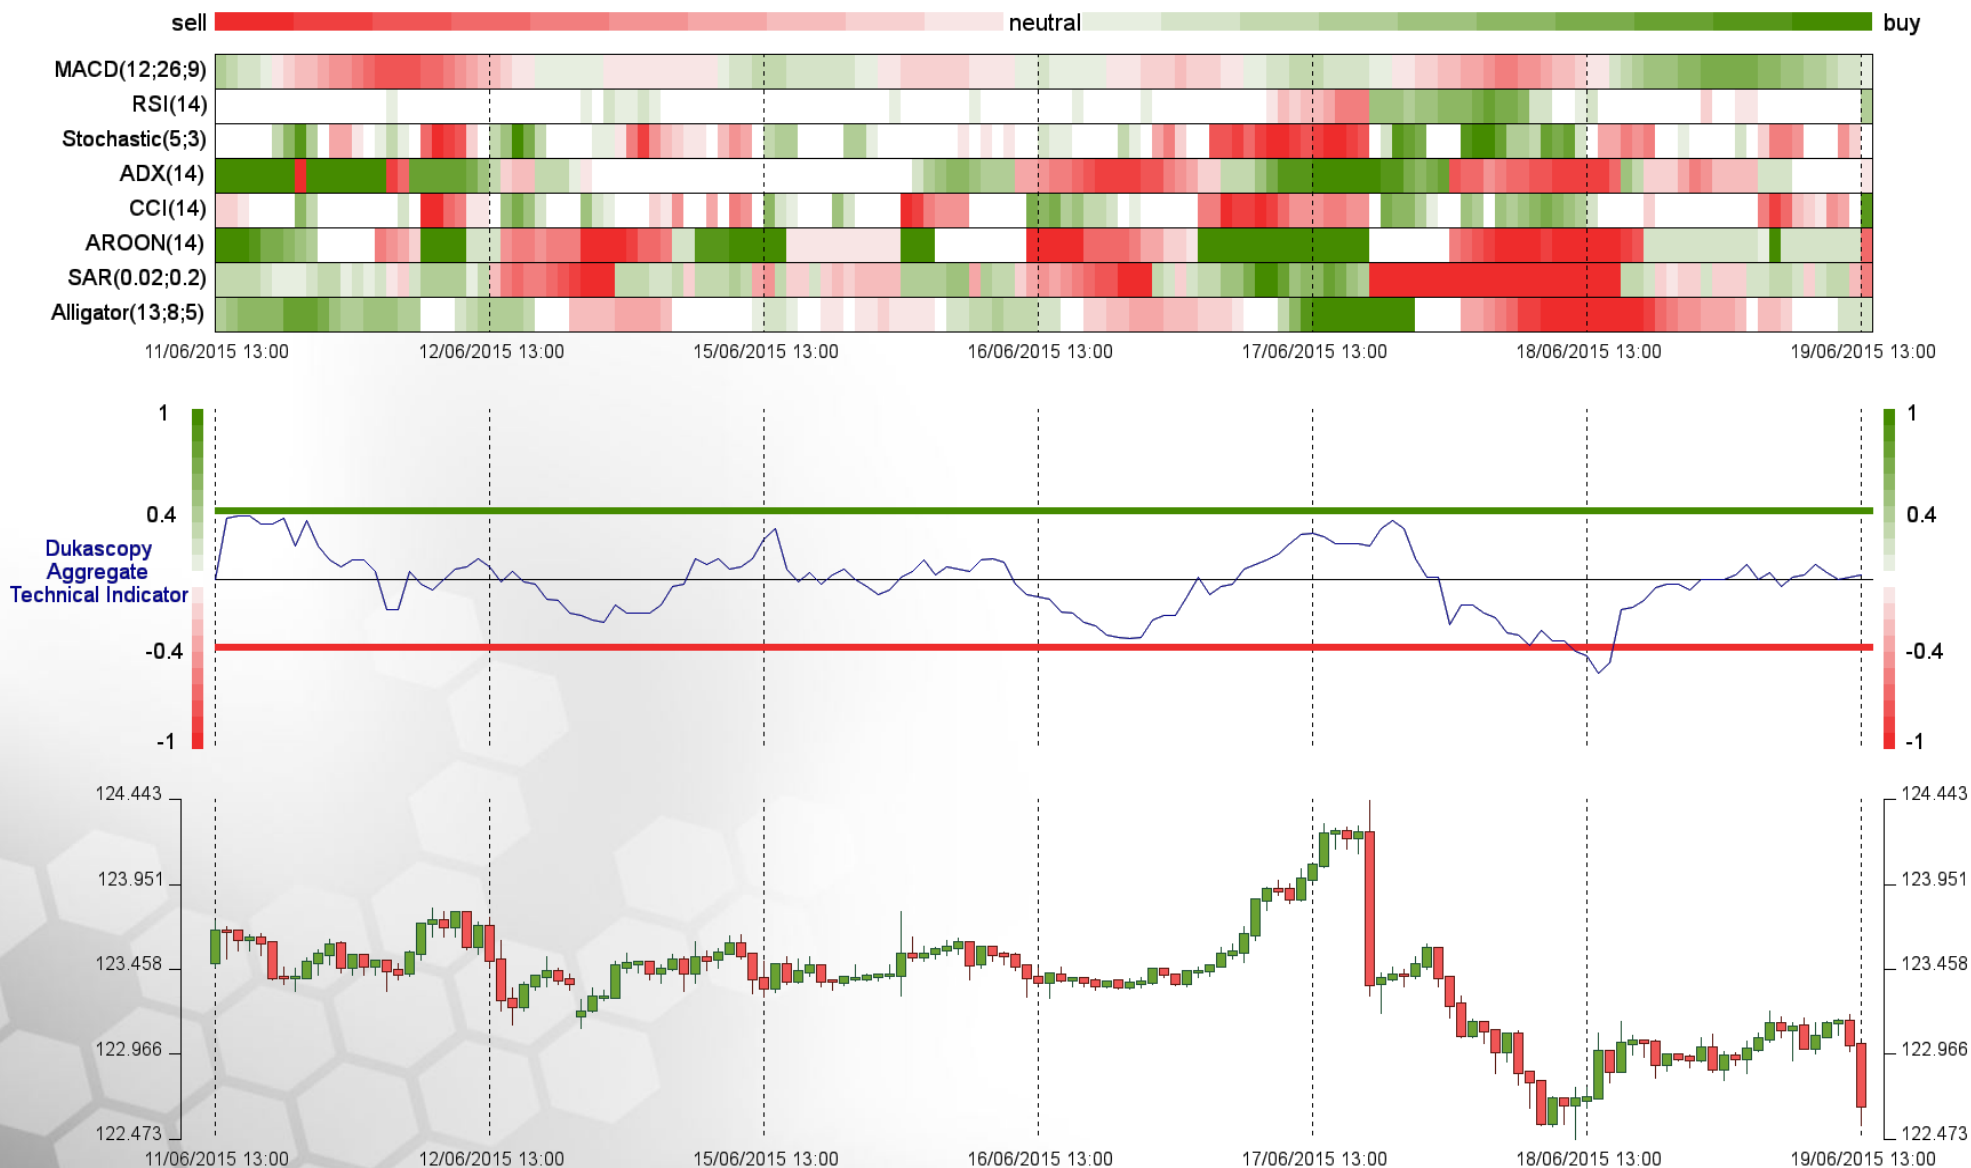 sell neutral buy
MACD(12;26;9)
RSI(14)
Stochastic(5;3)
ADX(14)
CCI(14)
AROON(14)
SAR(0.02;0.2)
Alligator(13;8;5)
11/06/2015 13:00 12/06/2015 13:00 15/06/2015 13:00 16/06/2015 13:00 17/06/2015 13:00 18/06/2015 13:00 19/06/2015 13:00
1 1
0.4 0.4
Dukascopy
Aggregate
Technical Indicator
-0.4 -0.4
-1 -1
124.443 124.443
123.951 123.951
123.458 123.458
122.966 122.966
122.473 122.473
11/06/2015 13:00 12/06/2015 13:00 15/06/2015 13:00 16/06/2015 13:00 17/06/2015 13:00 18/06/2015 13:00 19/06/2015 13:00